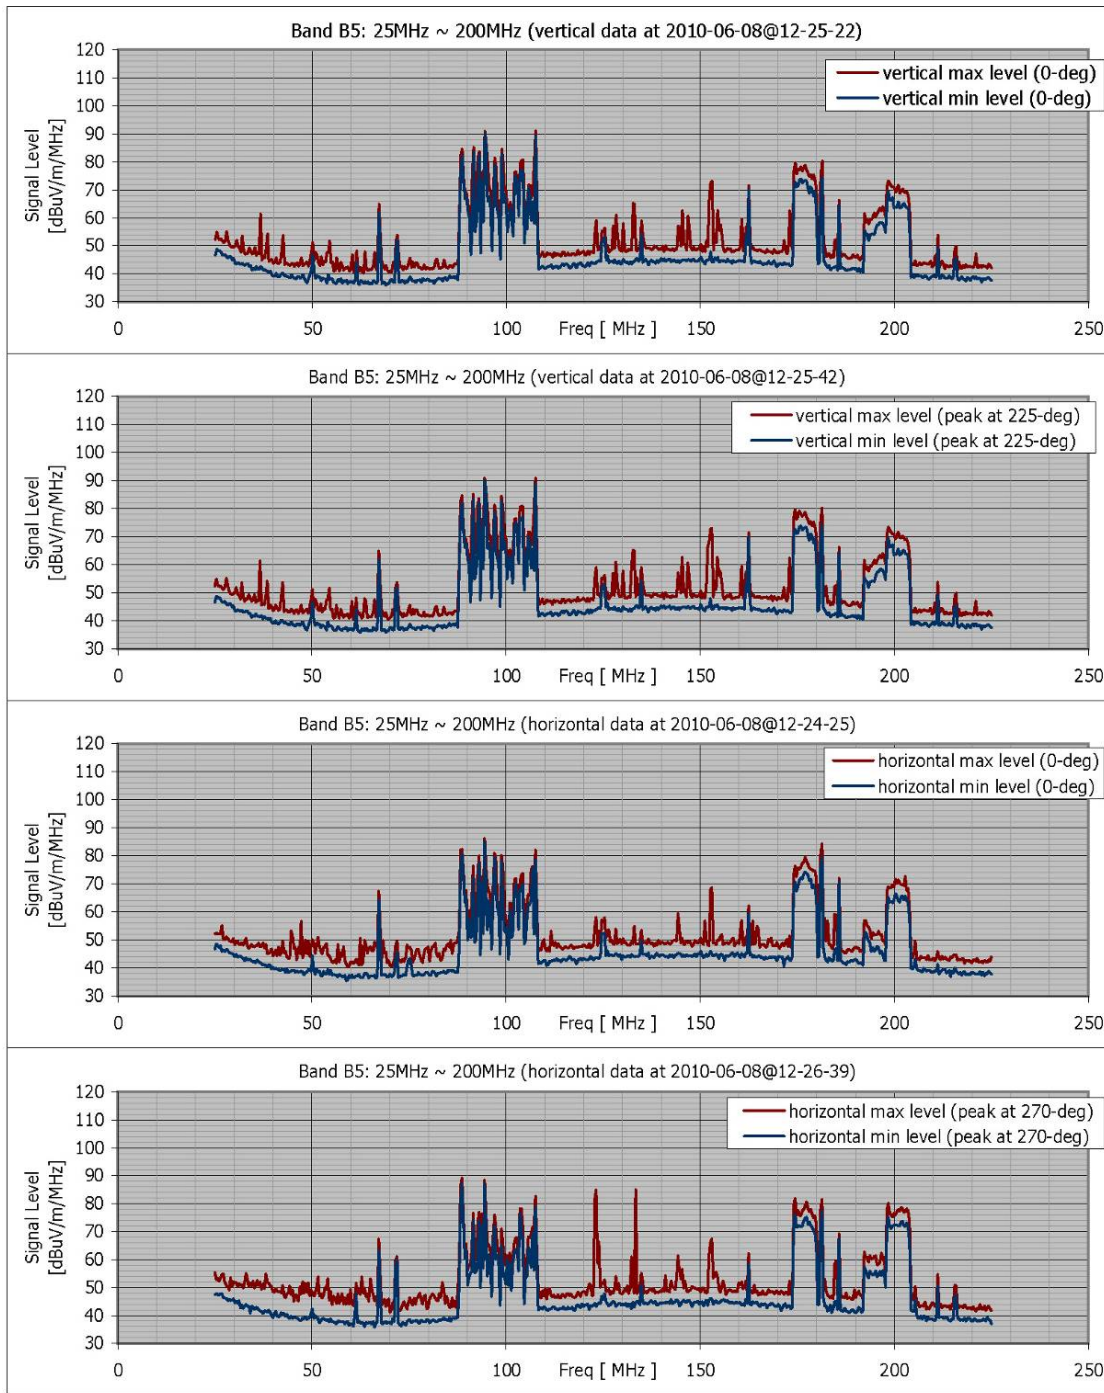 Band B5: 25MHz ~ 200MHz (vertical data at 2010-06-08@12-25-22)
vertical max level (0-deg)
vertical min level (0-deg)
Signal Level
[dBuV/m/MHz]
120
110
100
90
80
70
60
50
40
30
0
50
100
150
200
250
Freq [ MHz ]
Band B5: 25MHz ~ 200MHz (vertical data at 2010-06-08@12-25-42)
vertical max level (peak at 225-deg)
vertical min level (peak at 225-deg)
Signal Level
[dBuV/m/MHz]
120
110
100
90
80
70
60
50
40
30
0
50
100
150
200
250
Freq [ MHz ]
Band B5: 25MHz ~ 200MHz (horizontal data at 2010-06-08@12-24-25)
horizontal max level (0-deg)
horizontal min level (0-deg)
Signal Level
[dBuV/m/MHz]
120
110
100
90
80
70
60
50
40
30
0
50
100
150
200
250
Freq [ MHz ]
Band B5: 25MHz ~ 200MHz (horizontal data at 2010-06-08@12-26-39)
horizontal max level (peak at 270-deg)
horizontal min level (peak at 270-deg)
Signal Level
[dBuV/m/MHz]
120
110
100
90
80
70
60
50
40
30
0
50
100
150
200
250
Freq [ MHz ]